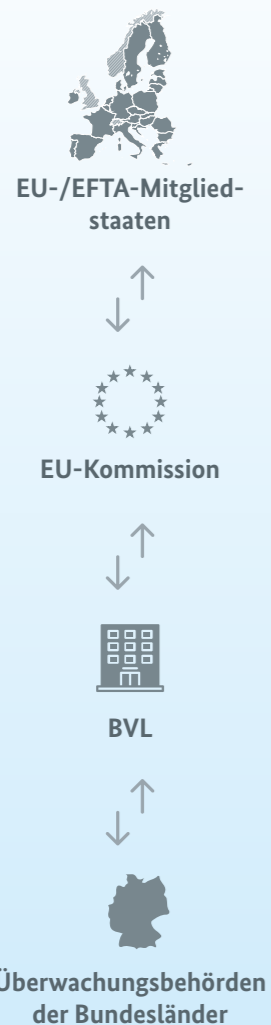 EU-/EFTA-Mitglied-
staaten
EU-Kommission
BVL
Überwachungsbehörden
der Bundesländer